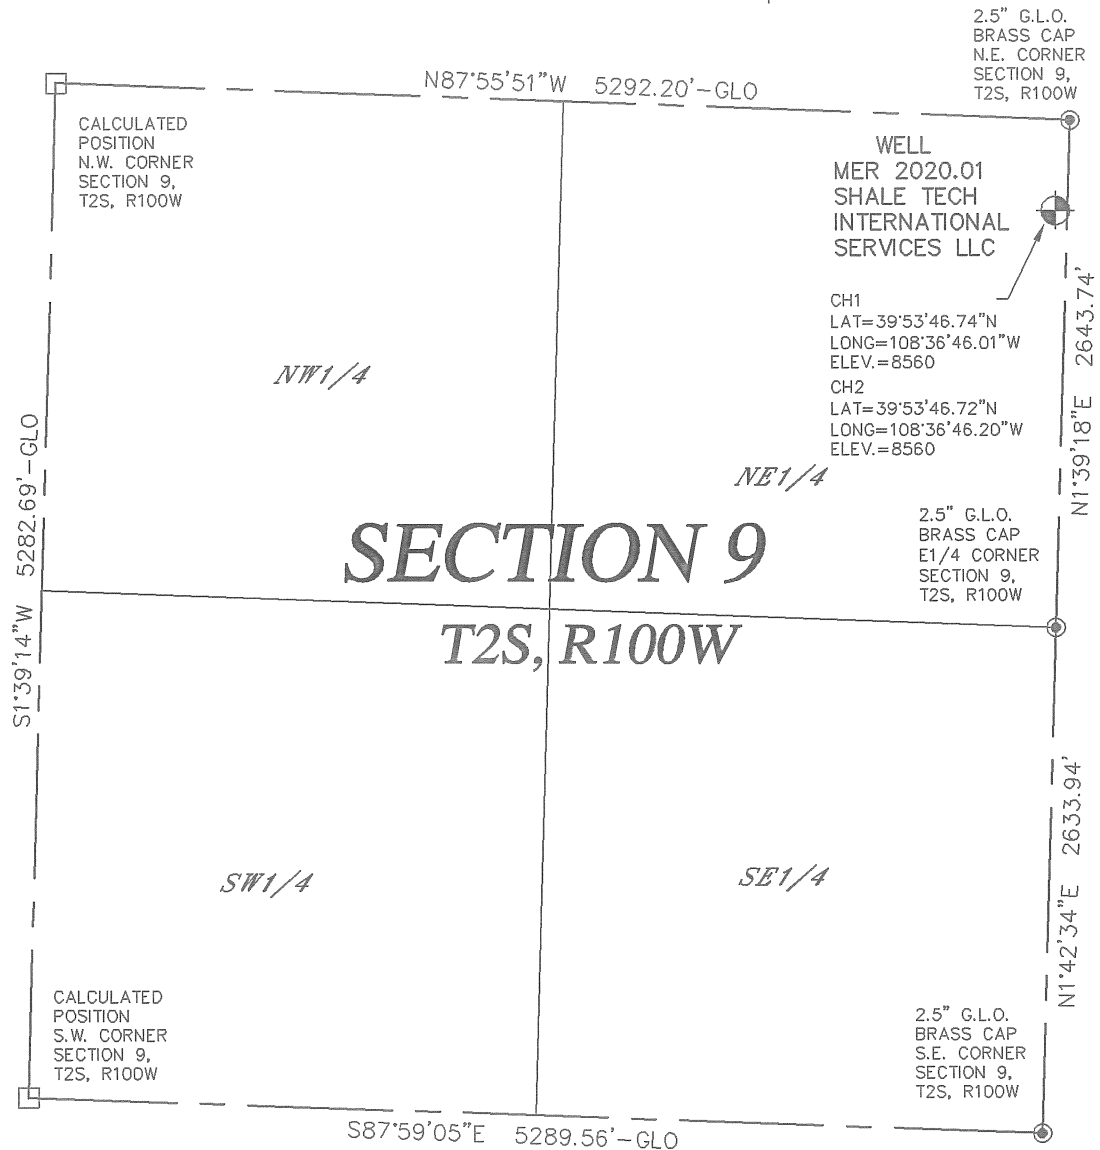 2.5" G.L.O.
BRASS CAP
N.E. CORNER
SECTION 9,
T2S, R100W
N87°55'51"W 5292.20'-GLO
CALCULATED
POSITION
N.W. CORNER
SECTION 9,
T2S, R100W
WELL
MER 2020.01
SHALE TECH
INTERNATIONAL
SERVICES LLC
CH1
LAT=39°53'46.74"N
LONG=108°36'46.01"W
ELEV.=8560
CH2
LAT=39°53'46.72"N
LONG=108°36'46.20"W
ELEV.=8560
N1°39'18"E 2643.74'
NW1/4
NE1/4
S1°39'14"W 5282.69'-GLO
SECTION 9
T2S, R100W
2.5" G.L.O.
BRASS CAP
E1/4 CORNER
SECTION 9,
T2S, R100W
SW1/4
SE1/4
N1°42'34"E 2633.94'
CALCULATED
POSITION
S.W. CORNER
SECTION 9,
T2S, R100W
2.5" G.L.O.
BRASS CAP
S.E. CORNER
SECTION 9,
T2S, R100W
S87°59'05"E 5289.56'-GLO